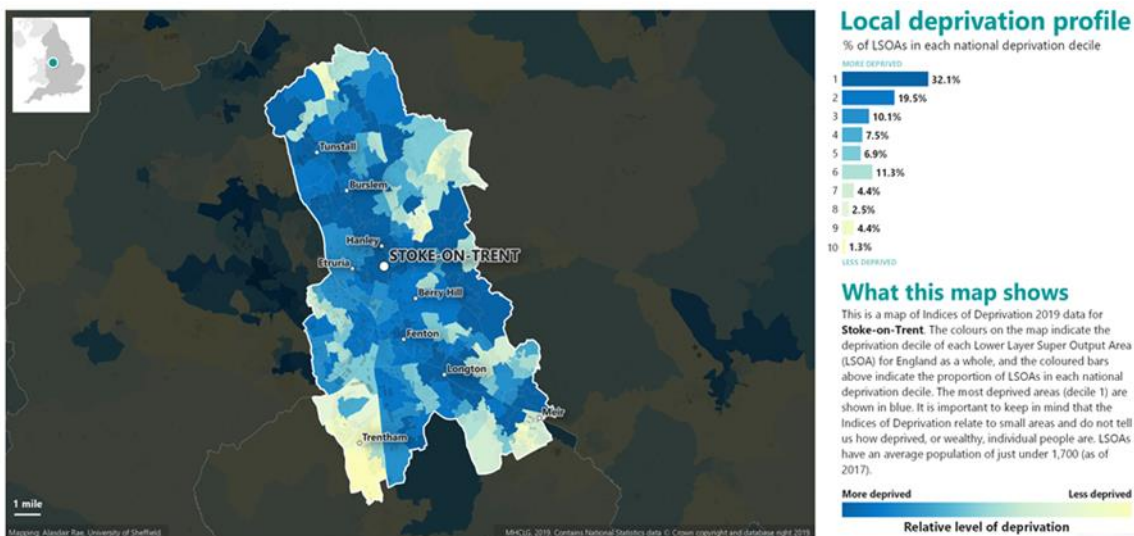 Local deprivation profile
% of LSOAs in each national deprivation decile
MORE DEPRIVED
1 32.1%
2 19.5%
3 10.1%
4 7.5%
5 6.9%
6 11.3%
7 4.4%
8 2.5%
9 4.4%
10 1.3%
LESS DEPRIVED
Tunstall
Burslem
Hanley
STOKE-ON-TRENT
Etruria
Berry Hill
Fenton
Longton
Meir
Trentham
1 mile
Mapping: Alasdair Rae, University of Sheffield
MHCLG, 2019. Contains National Statistics data © Crown copyright and database right 2019
What this map shows
This is a map of Indices of Deprivation 2019 data for
Stoke-on-Trent. The colours on the map indicate the
deprivation decile of each Lower Layer Super Output Area
(LSOA) for England as a whole, and the coloured bars
above indicate the proportion of LSOAs in each national
deprivation decile. The most deprived areas (decile 1) are
shown in blue. It is important to keep in mind that the
Indices of Deprivation relate to small areas and do not tell
us how deprived, or wealthy, individual people are. LSOAs
have an average population of just under 1,700 (as of
2017).
More deprived Less deprived
Relative level of deprivation